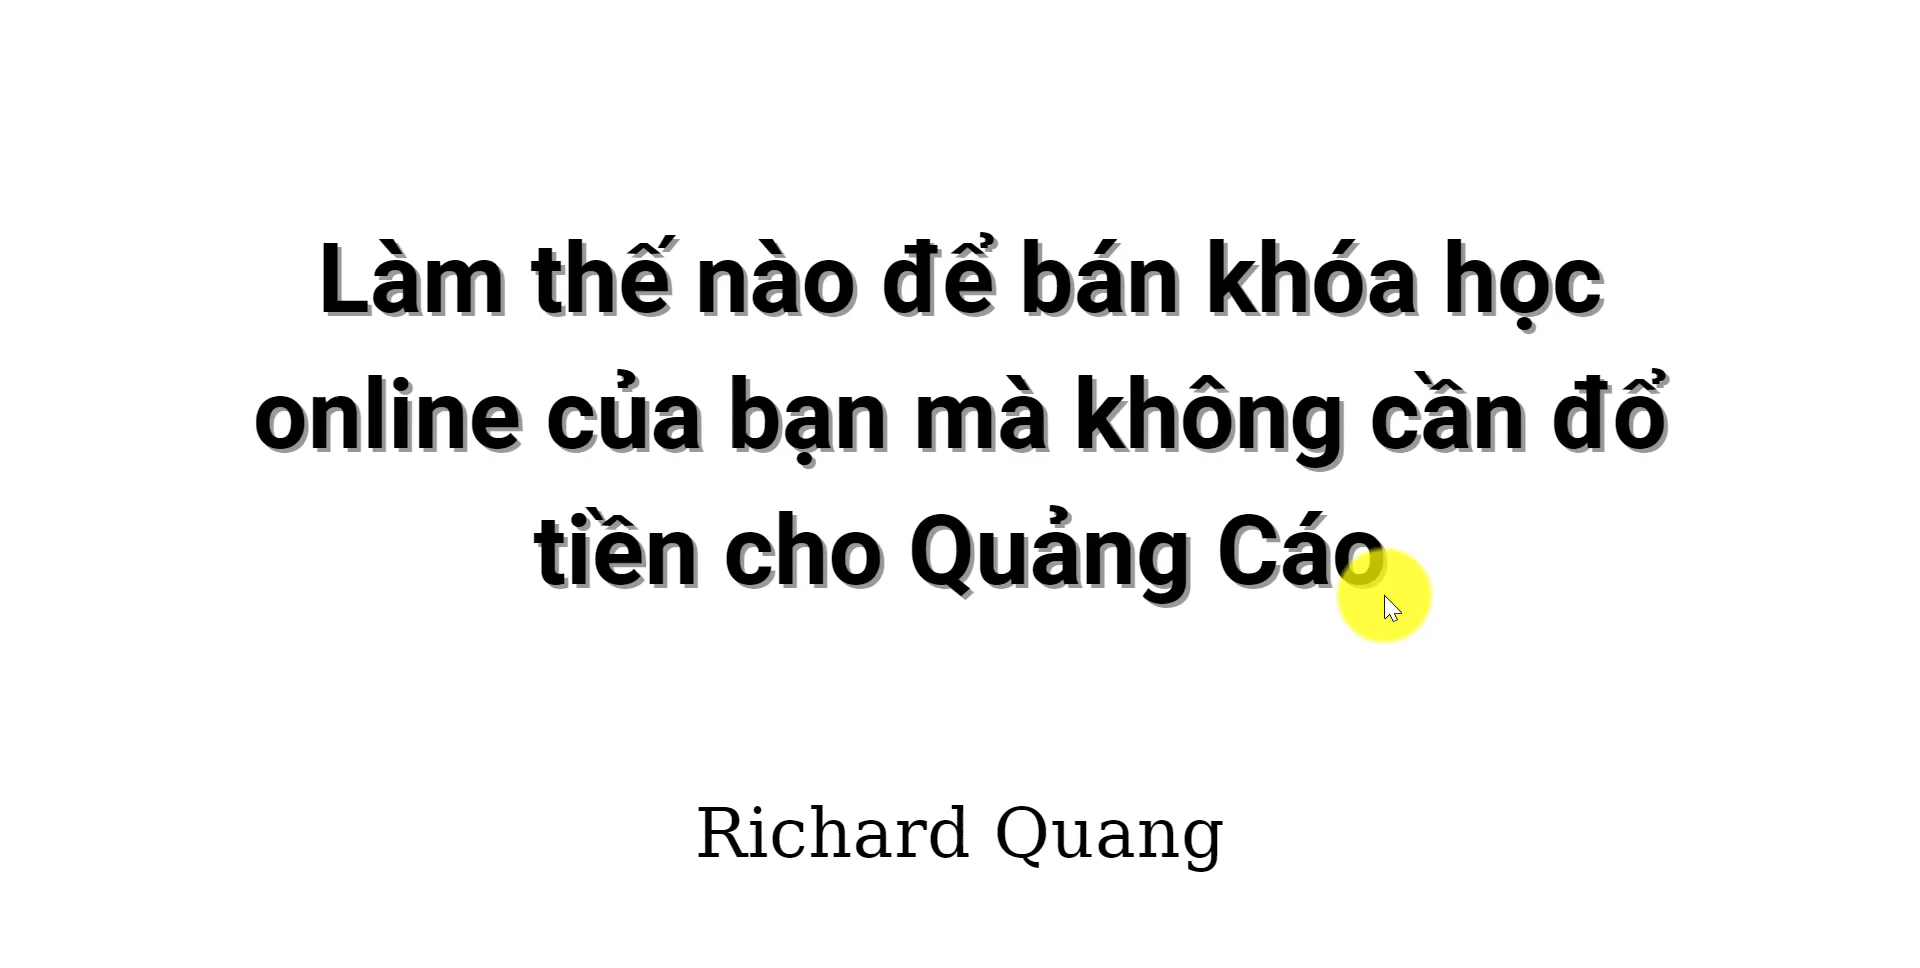 Làm thế nào để bán khóa học
online của bạn mà không cần đổ
tiền cho Quảng Cáo
Richard Quang